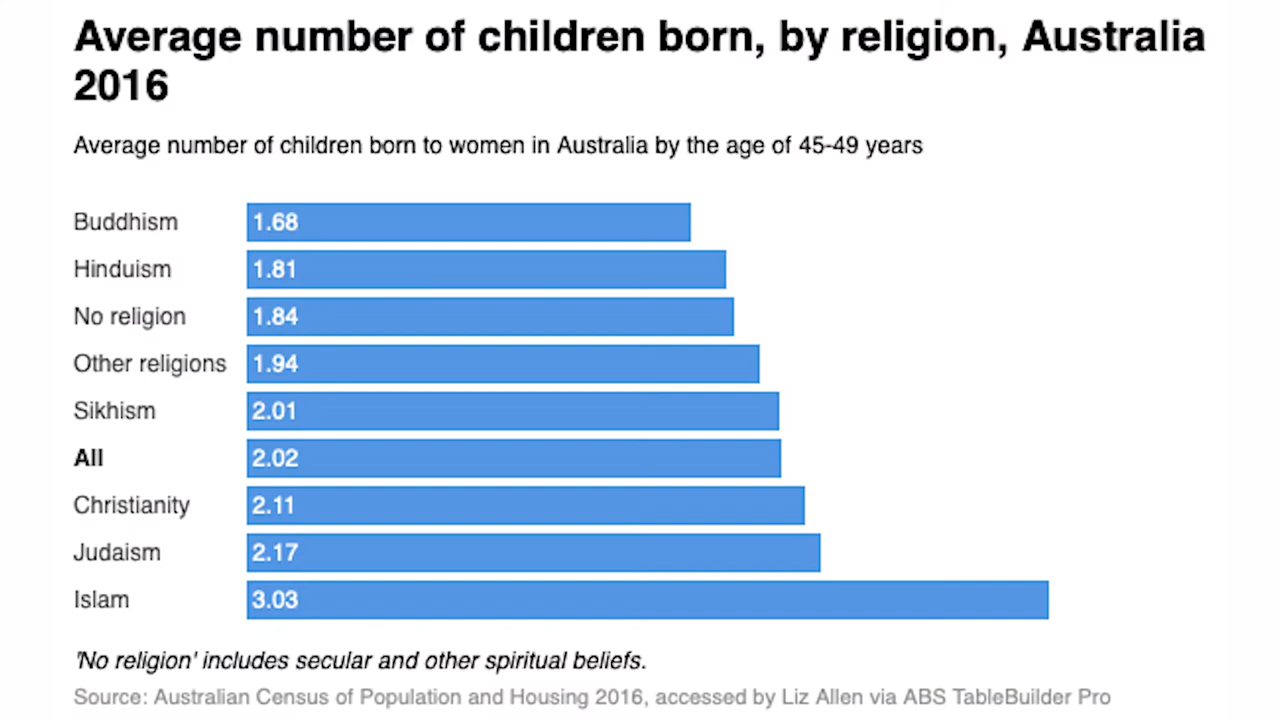 Average number of children born, by religion, Australia
2016
Average number of children born to women in Australia by the age of 45-49 years
Buddhism 1.68
Hinduism 1.81
No religion 1.84
Other religions 1.94
Sikhism 2.01
All 2.02
Christianity 2.11
Judaism 2.17
Islam 3.03
'No religion' includes secular and other spiritual beliefs.
Source: Australian Census of Population and Housing 2016, accessed by Liz Allen via ABS TableBuilder Pro